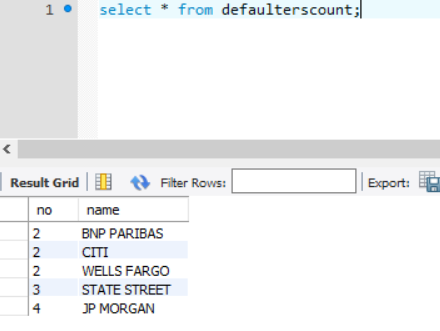 1 select * from defaulterscount;
<
Result Grid Filter Rows: Export:
no name
2 BNP PARIBAS
2 CITI
2 WELLS FARGO
3 STATE STREET
4 JP MORGAN